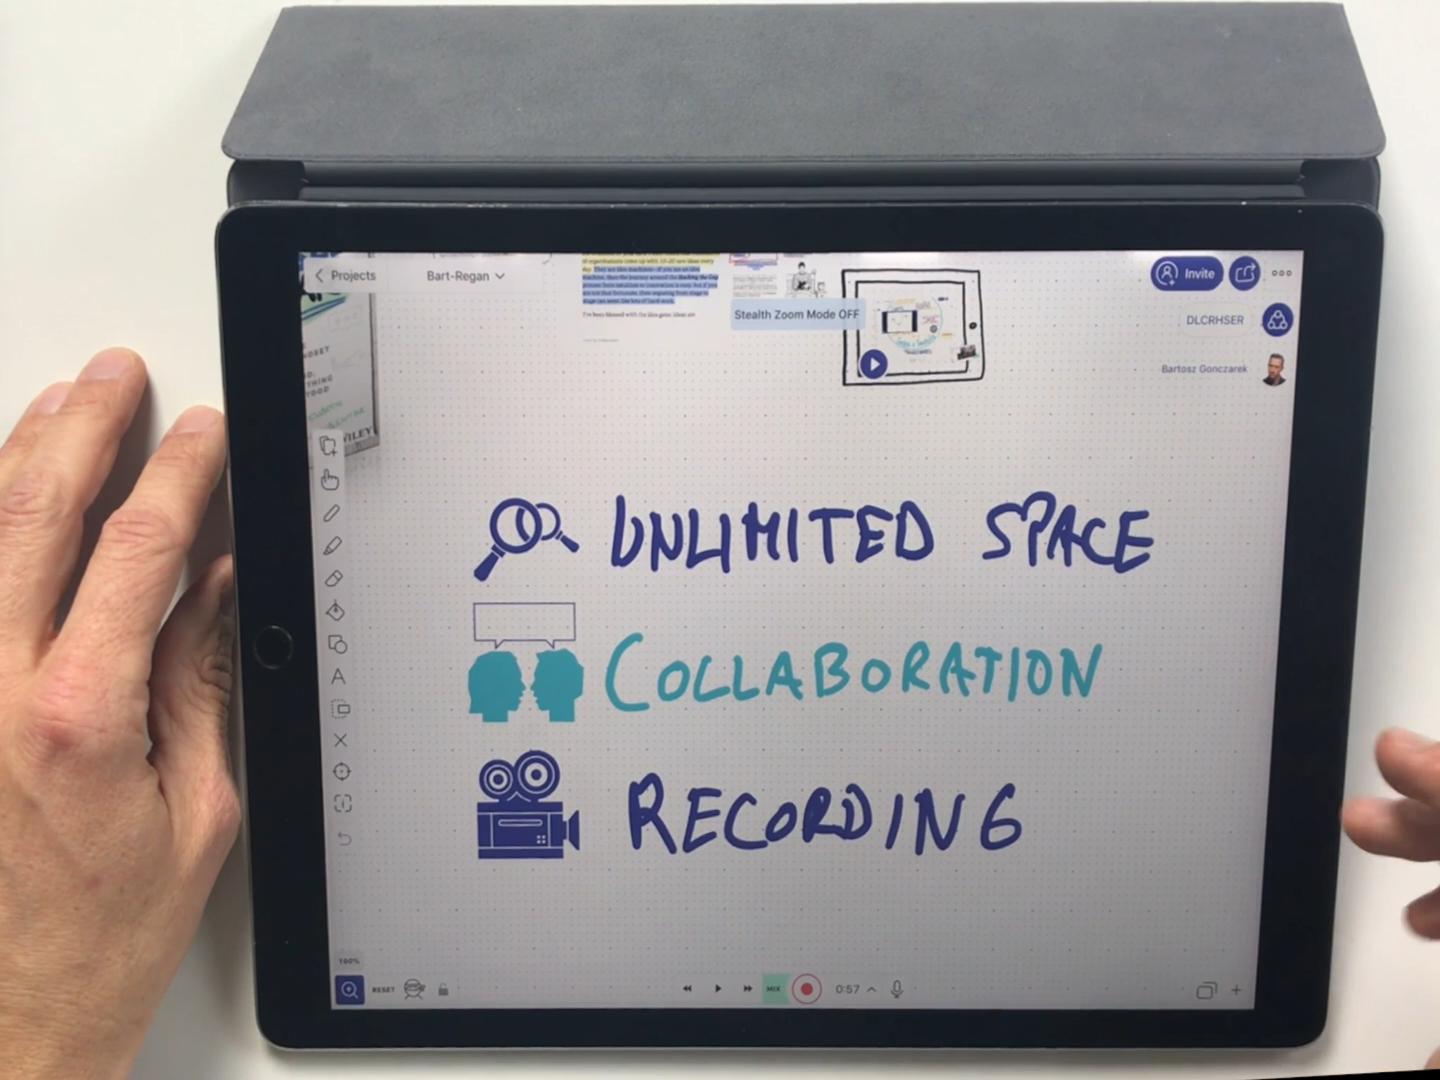 Projects
Bart-Regan
Invite
Stealth Zoom Mode OFF
DLCRHSER
Bartosz Gonczarek
WILEY
UNLIMITED SPACE
COLLABORATION
RECORDING
100%
RESET
MIX
0:57